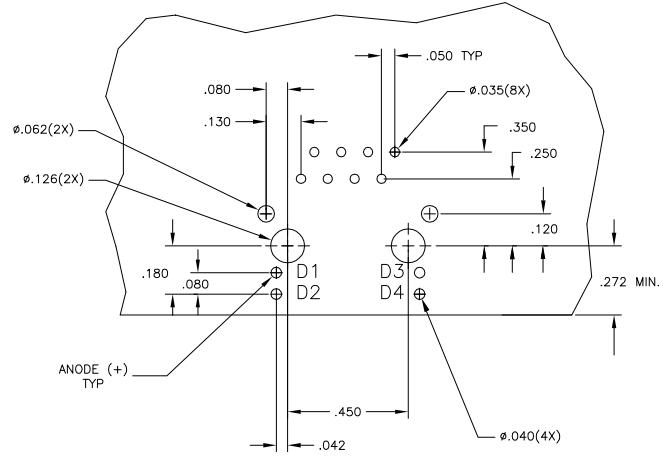 .050 TYP
.080
ø.035(8X)
.130
.350
ø.062(2X)
.250
ø.126(2X)
.120
D1 D3
.180
.080
D2 D4
.272 MIN.
ANODE (+)
TYP
.450
ø.040(4X)
.042